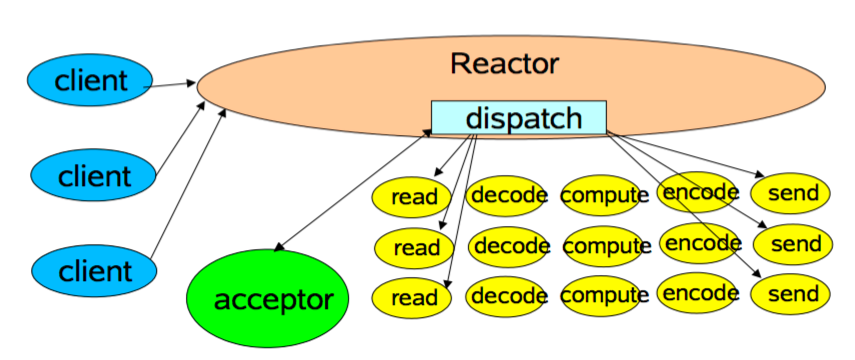 Reactor
client
dispatch
client
read decode compute encode send
read decode compute encode send
client
acceptor
read decode compute encode send